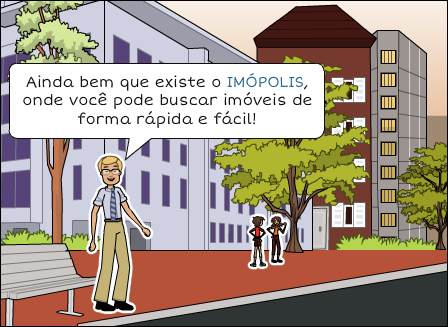 Ainda bem que existe o IMÓPOLIS,
onde você pode buscar imóveis de
forma rápida e fácil!